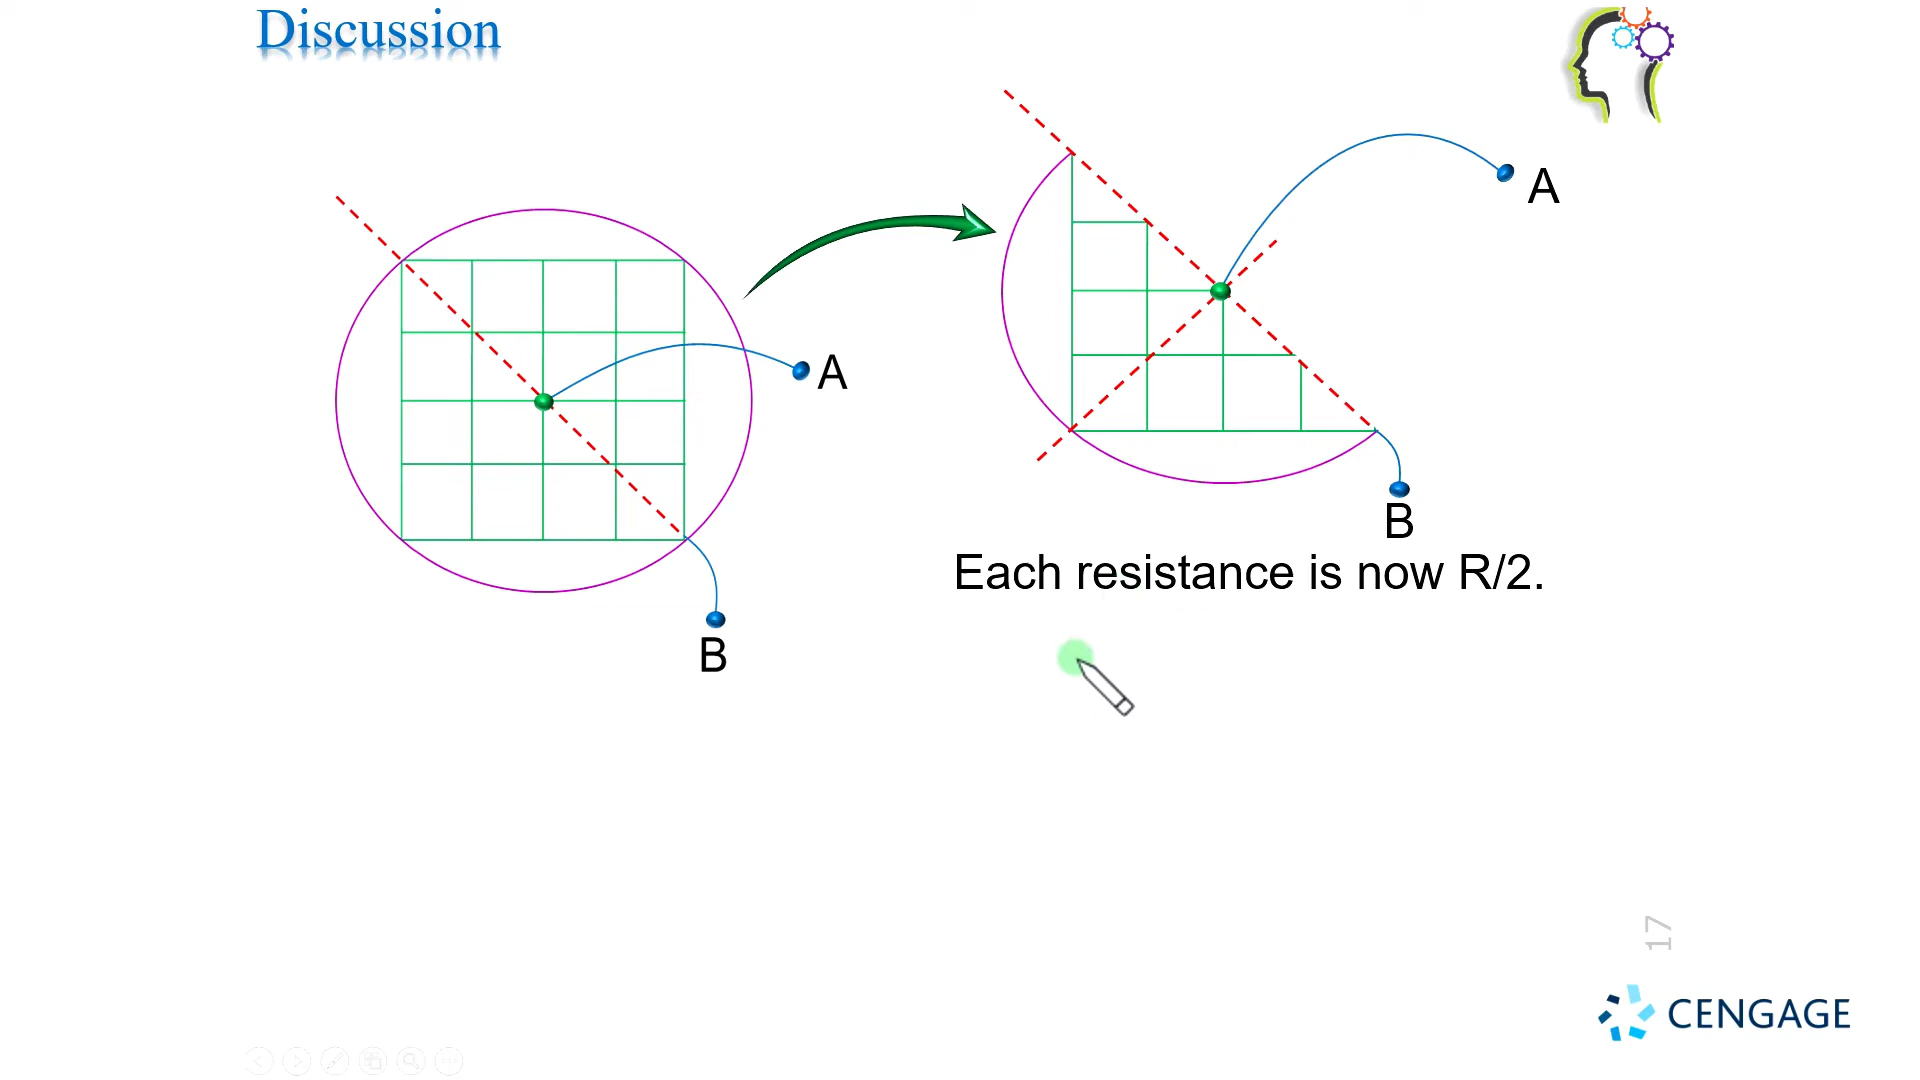 Discussion
A
B
A
B
Each resistance is now R/2.
17
CENGAGE